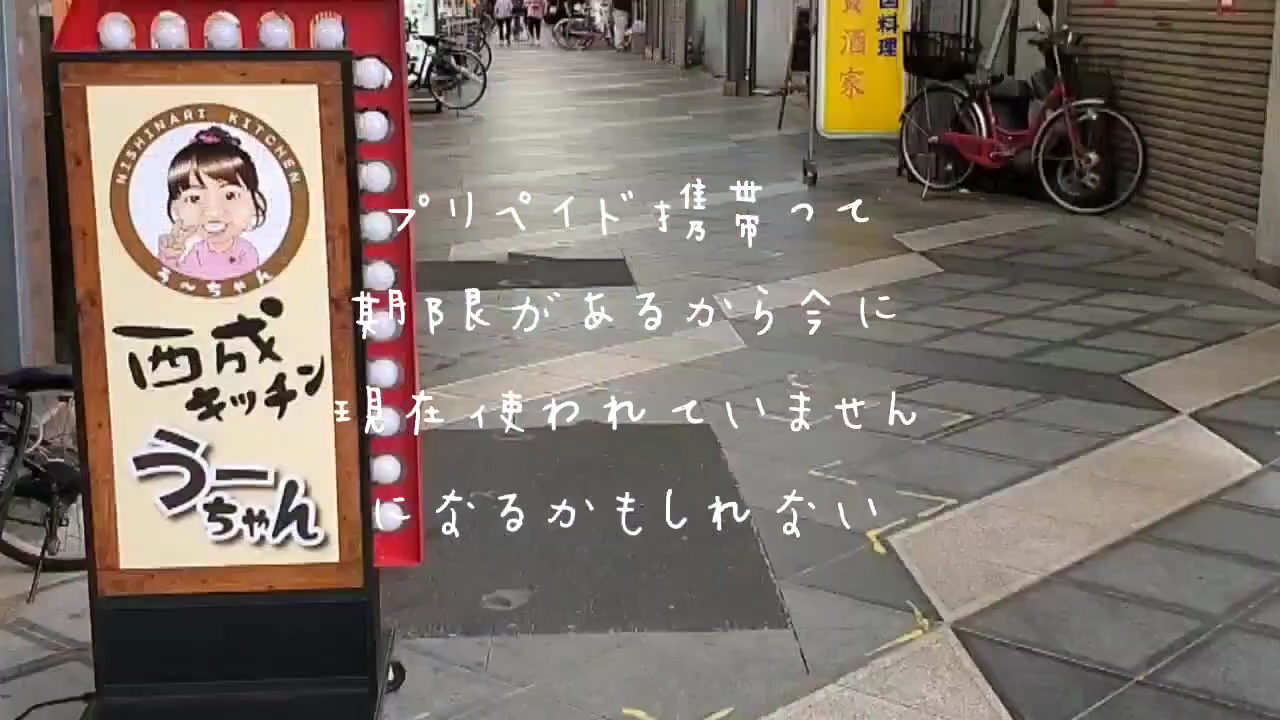 NISHINARI KITCHEN
うーちゃん
西成
キッチン
うー
ちゃん
酒家
料理
プリペイド携帯って
期限があるから今に
現在使われていません
になるかもしれない